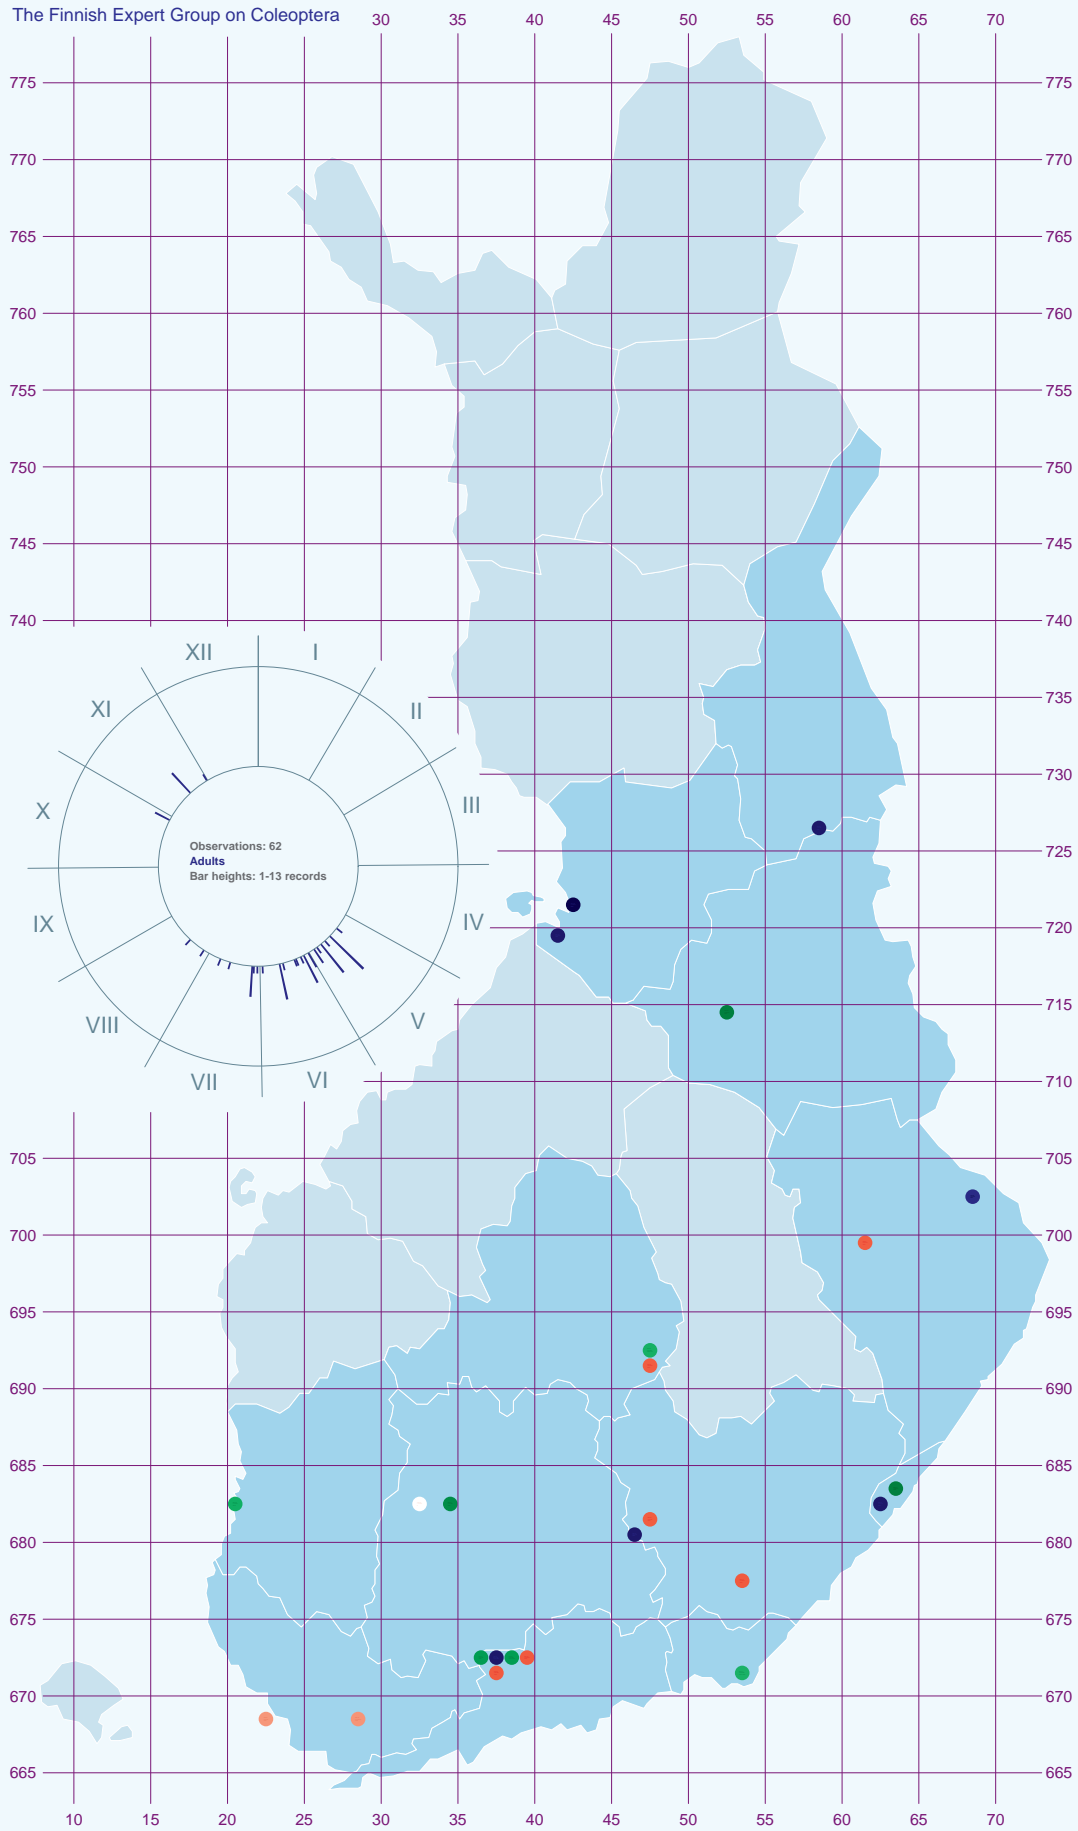 The Finnish Expert Group on Coleoptera
30 35 40 45 50 55 60 65 70
775 775
770 770
765 765
760 760
755 755
750 750
745 745
740 740
XII I
XI II
735
730
X III
725
Observations: 62
Adults
Bar heights: 1-13 records
IX IV 720
715
VIII V
VII VI
710
705 705
700 700
695 695
690 690
685 685
680 680
675 675
670 670
665 665
10 15 20 25 30 35 40 45 50 55 60 65 70